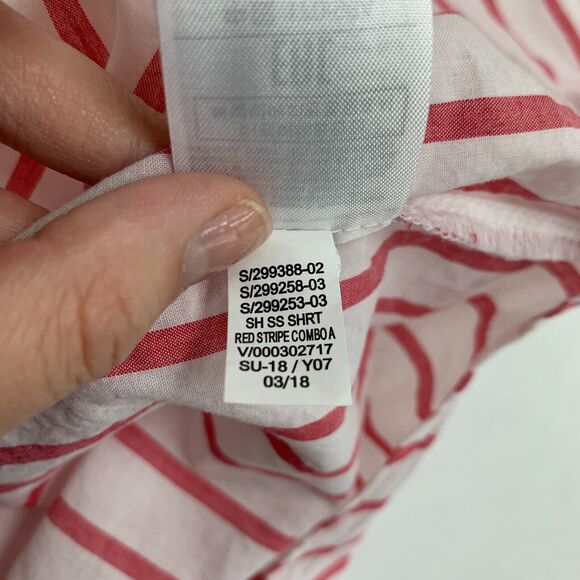 S/299388-02
S/299258-03
S/299253-03
SH SS SHRT
RED STRIPE COMBO A
V/000302717
SU-18 / Y07
03/18